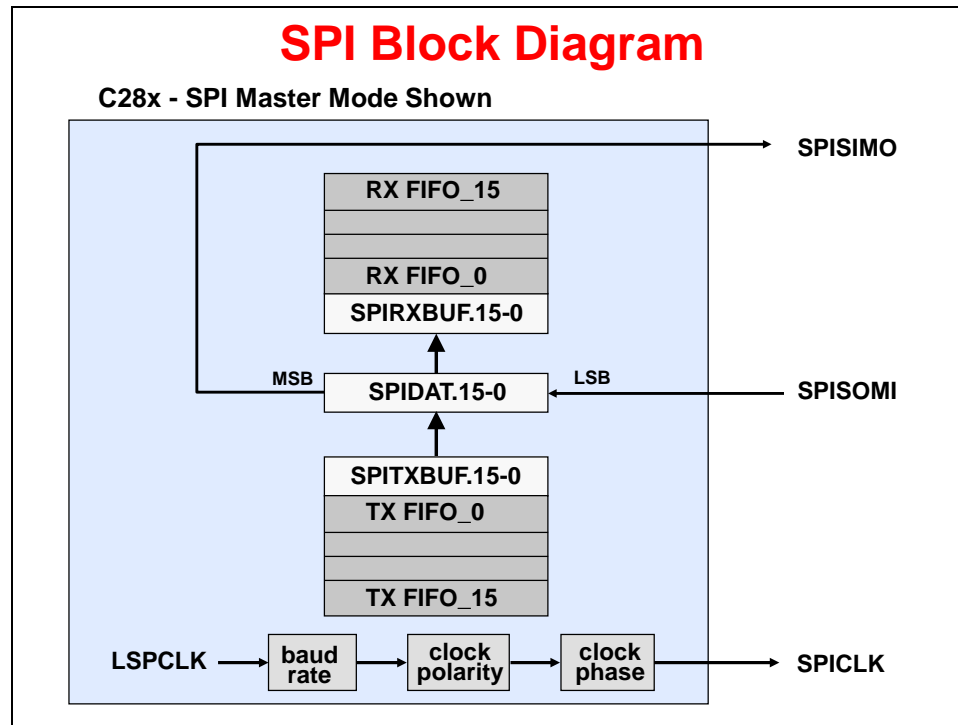 SPI Block Diagram
C28x - SPI Master Mode Shown
SPISIMO
RX FIFO_15
RX FIFO_0
SPIRXBUF.15-0
MSB
SPIDAT.15-0
LSB
SPISOMI
SPITXBUF.15-0
TX FIFO_0
TX FIFO_15
LSPCLK
baud
rate
clock
polarity
clock
phase
SPICLK